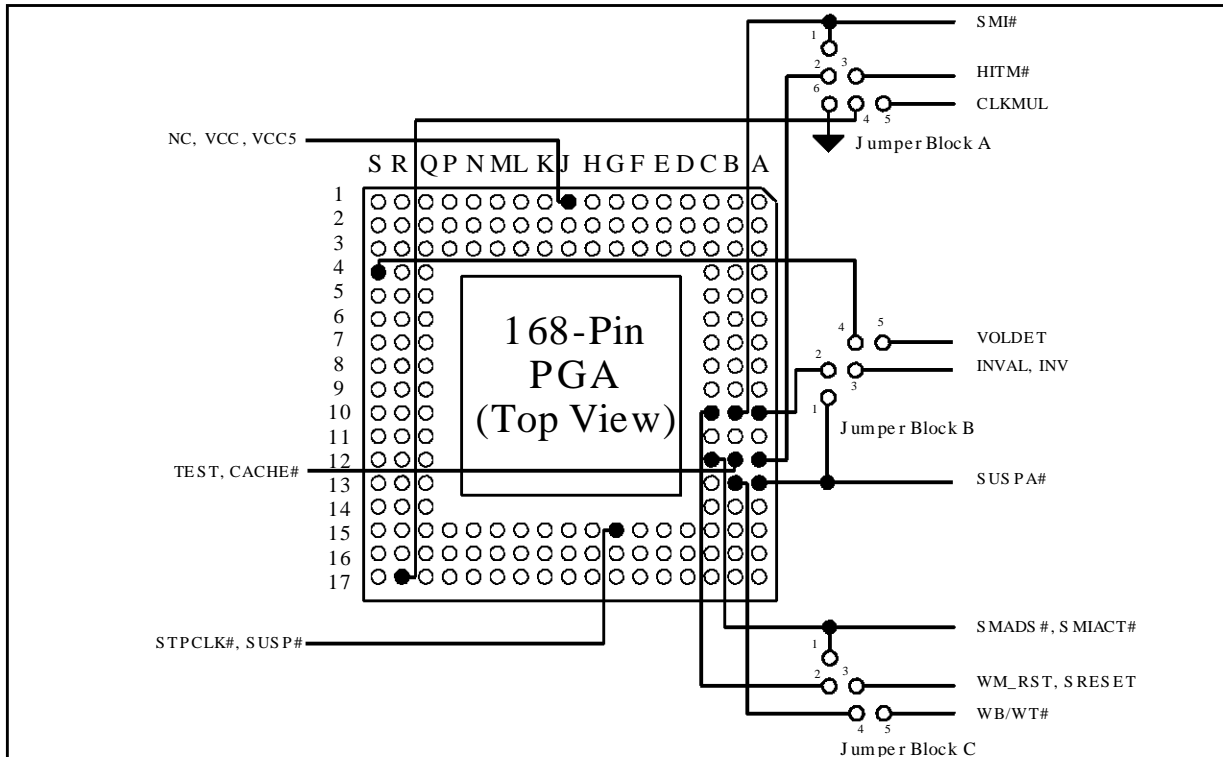 SMI#
1
2 3
HITM#
6
CLKMUL
4 5
NC, VCC, VCC5
Jumper Block A
S R Q P N M L K J H G F E D C B A
1
2
3
4
5
6
7
8
9
10
11
12
13
14
15
16
17
168-Pin
PGA
(Top View)
4 5
VOLDET
2
INVAL, INV
3
1
Jumper Block B
TEST, CACHE#
SUSPA#
STPCLK#, SUSP#
SMADS#, SMIACT#
1
2 3
WM_RST, SRESET
WB/WT#
4 5
Jumper Block C